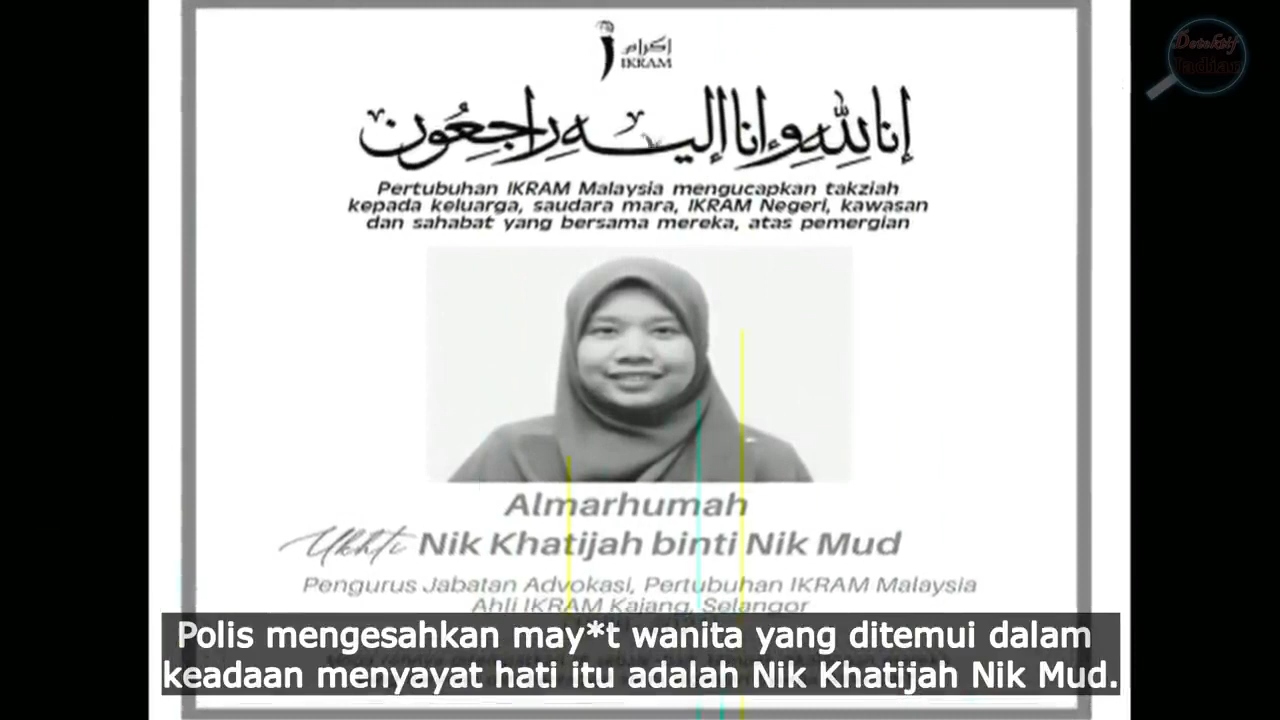 Detektif
Jadian
اكرام
IKRAM
إنا لله وإنا إليه راجعون
Pertubuhan IKRAM Malaysia mengucapkan takziah
kepada keluarga, saudara mara, IKRAM Negeri, kawasan
dan sahabat yang bersama mereka, atas pemergian
Almarhumah
Ukhti Nik Khatijah binti Nik Mud
Pengurus Jabatan Advokasi, Pertubuhan IKRAM Malaysia
Ahli IKRAM Kajang, Selangor
Polis mengesahkan may*t wanita yang ditemui dalam
keadaan menyayat hati itu adalah Nik Khatijah Nik Mud.